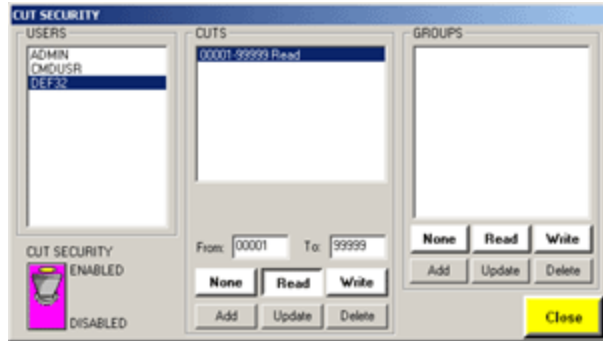 CUT SECURITY
USERS
ADMIN
CMDUSR
DEF32
CUT SECURITY
ENABLED
DISABLED
CUTS
00001-99999 Read
From: 00001 To: 99999
None Read Write
Add Update Delete
GROUPS
None Read Write
Add Update Delete
Close